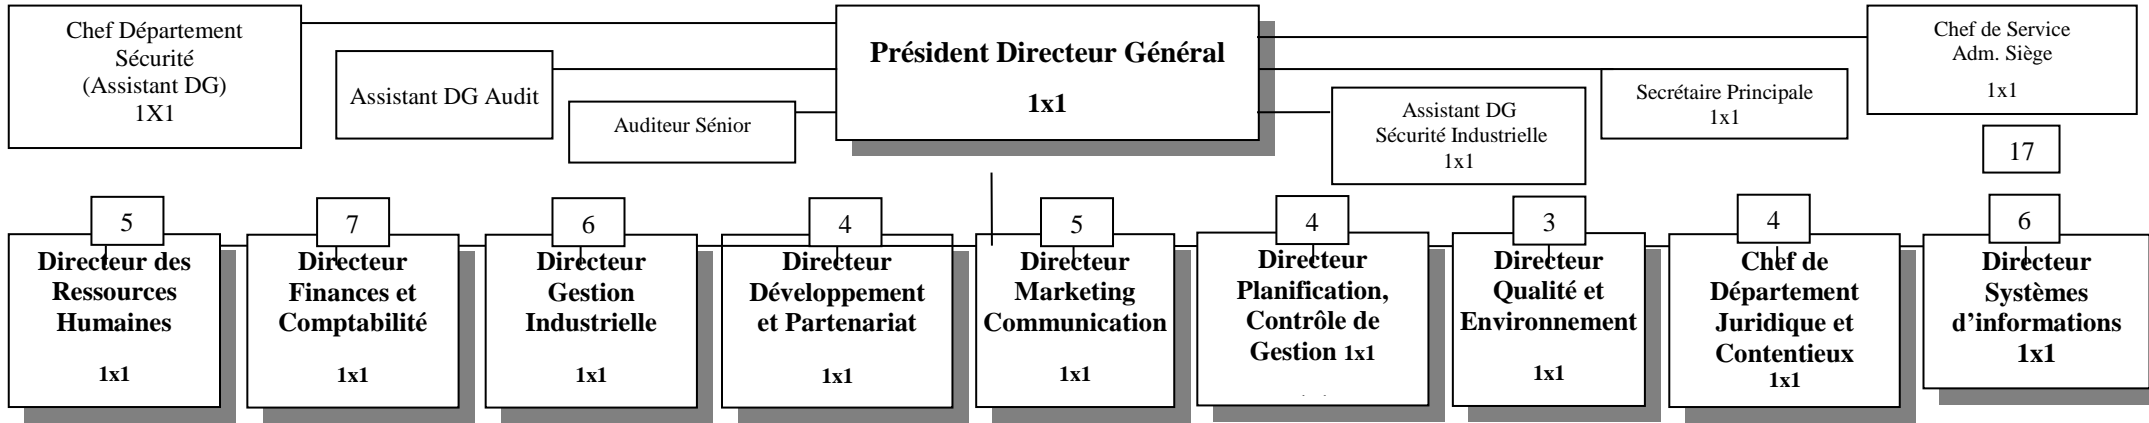 Chef Département
Sécurité
(Assistant DG)
1X1
Assistant DG Audit
Auditeur Sénior
Président Directeur Général
1x1
Assistant DG
Sécurité Industrielle
1x1
Secrétaire Principale
1x1
Chef de Service
Adm. Siège
1x1
17
5
Directeur des
Ressources
Humaines
1x1
7
Directeur
Finances et
Comptabilité
1x1
6
Directeur
Gestion
Industrielle
1x1
4
Directeur
Développement
et Partenariat
1x1
5
Directeur
Marketing
Communication
1x1
4
Directeur
Planification,
Contrôle de
Gestion 1x1
3
Directeur
Qualité et
Environnement
1x1
4
Chef de
Département
Juridique et
Contentieux
1x1
6
Directeur
Systèmes
d’informations
1x1